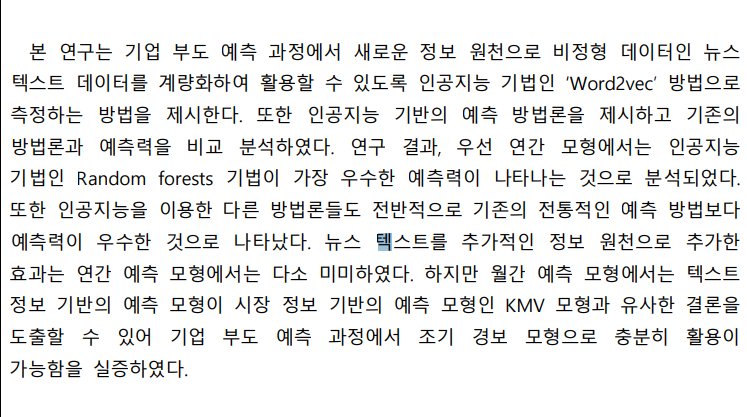 본 연구는 기업 부도 예측 과정에서 새로운 정보 원천으로 비정형 데이터인 뉴스
텍스트 데이터를 계량화하여 활용할 수 있도록 인공지능 기법인 'Word2vec' 방법으로
측정하는 방법을 제시한다. 또한 인공지능 기반의 예측 방법론을 제시하고 기존의
방법론과 예측력을 비교 분석하였다. 연구 결과, 우선 연간 모형에서는 인공지능
기법인 Random forests 기법이 가장 우수한 예측력이 나타나는 것으로 분석되었다.
또한 인공지능을 이용한 다른 방법론들도 전반적으로 기존의 전통적인 예측 방법보다
예측력이 우수한 것으로 나타났다. 뉴스 텍스트를 추가적인 정보 원천으로 추가한
효과는 연간 예측 모형에서는 다소 미미하였다. 하지만 월간 예측 모형에서는 텍스트
정보 기반의 예측 모형이 시장 정보 기반의 예측 모형인 KMV 모형과 유사한 결론을
도출할 수 있어 기업 부도 예측 과정에서 조기 경보 모형으로 충분히 활용이
가능함을 실증하였다.